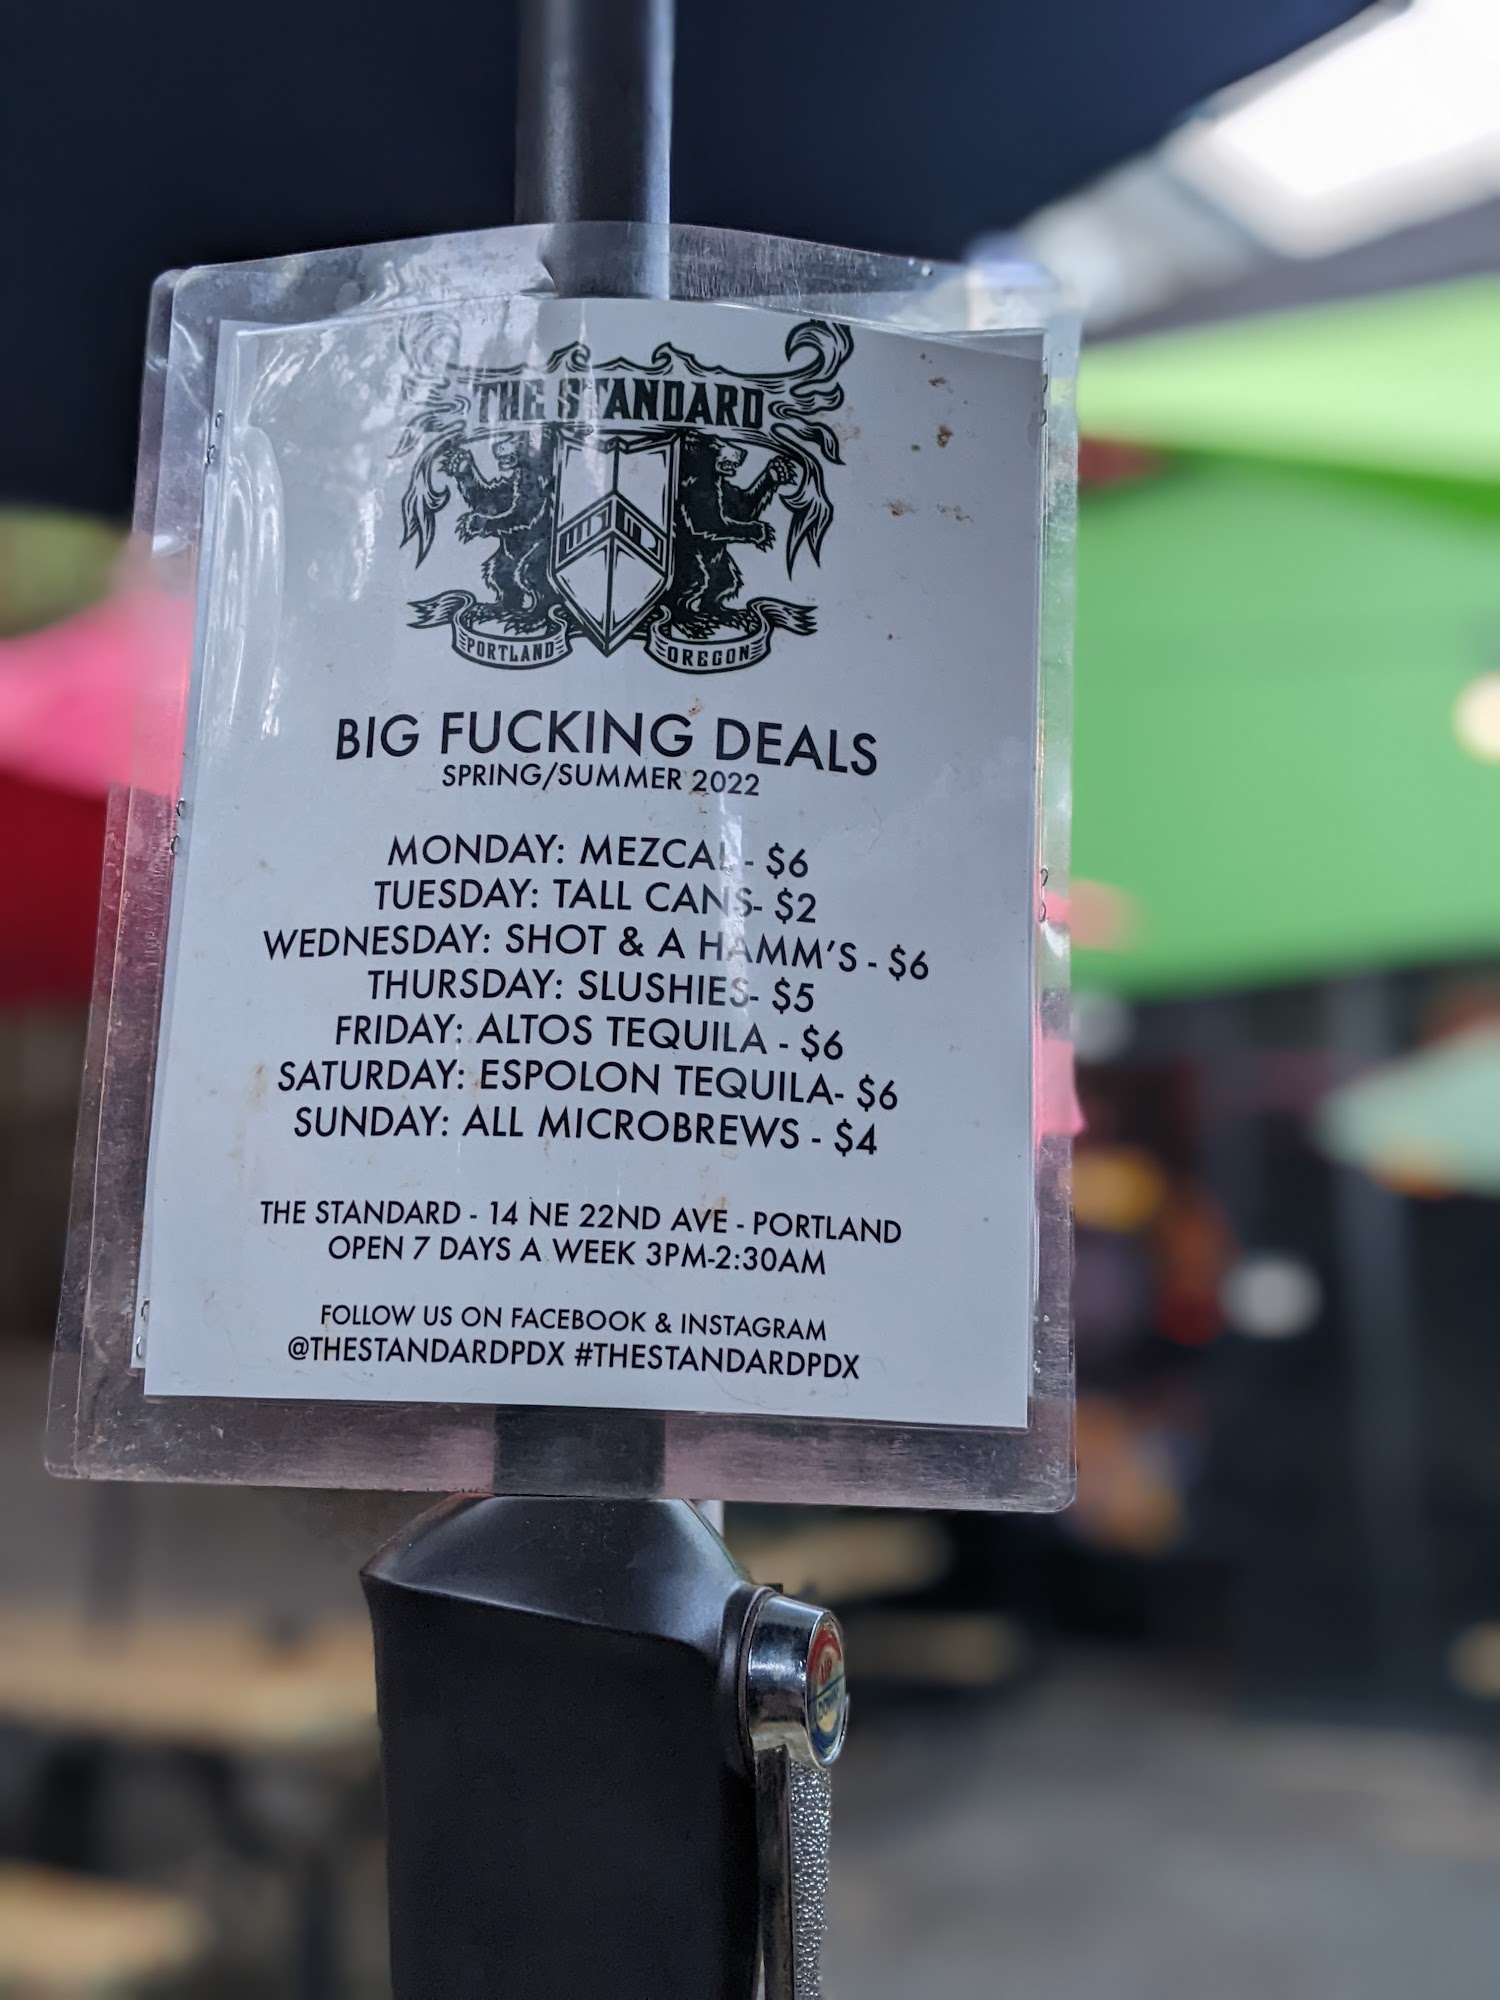 THE STANDARD
PORTLAND OREGON
BIG FUCKING DEALS
SPRING/SUMMER 2022
MONDAY: MEZCAL - $6
TUESDAY: TALL CANS- $2
WEDNESDAY: SHOT & A HAMM'S - $6
THURSDAY: SLUSHIES- $5
FRIDAY: ALTOS TEQUILA - $6
SATURDAY: ESPOLON TEQUILA- $6
SUNDAY: ALL MICROBREWS - $4
THE STANDARD - 14 NE 22ND AVE - PORTLAND
OPEN 7 DAYS A WEEK 3PM-2:30AM
FOLLOW US ON FACEBOOK & INSTAGRAM
@THESTANDARDPDX #THESTANDARDPDX
UP
DOWN